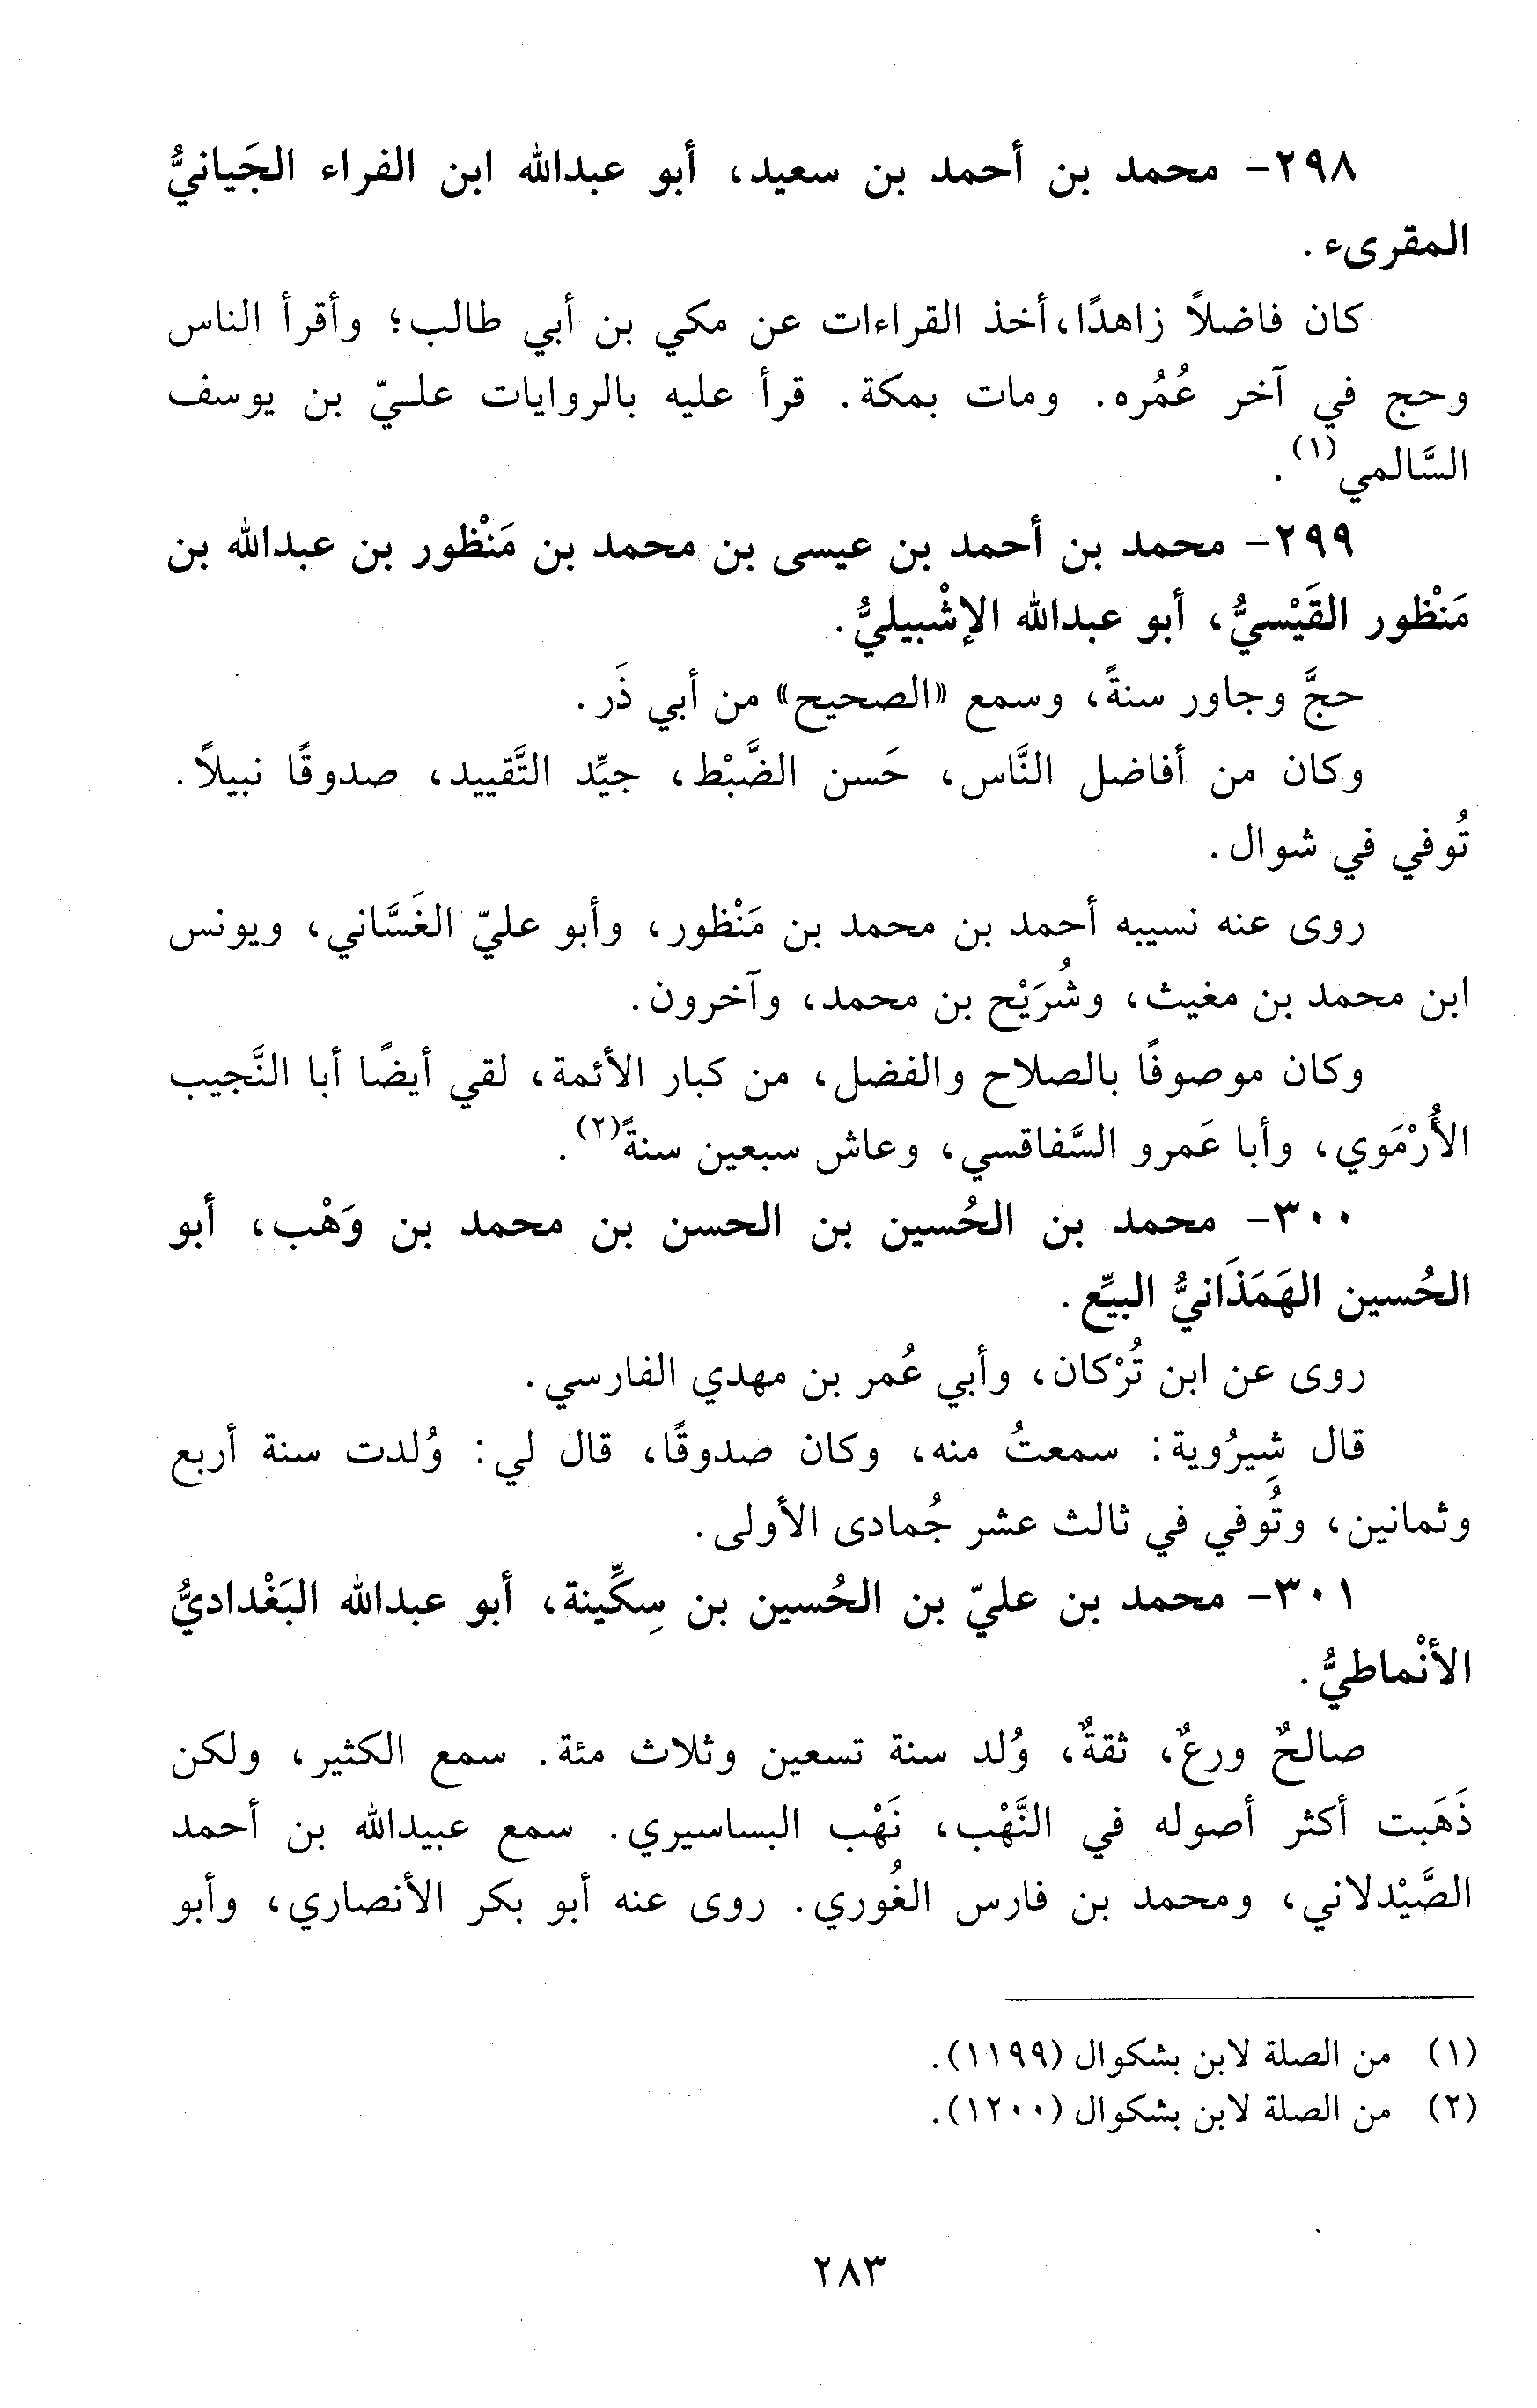 ٢٩٨- محمد بن أحمد بن سعيد، أبو عبدالله ابن الفراء الجَيانيُّ
المقرىء.
كان فاضلاً زاهدًا، أخذ القراءات عن مكي بن أبي طالب؛ وأقرأ الناس
وحج في آخر عُمُره. ومات بمكة. قرأ عليه بالروايات عليّ بن يوسف
السَّالمي(١).
٢٩٩- محمد بن أحمد بن عيسى بن محمد بن مَنْظور بن عبدالله بن
مَنْظور القَيْسيُّ، أبو عبدالله الإشْبيليُّ.
حجَّ وجاور سنةً، وسمع «الصحيح» من أبي ذَر.
وكان من أفاضل النَّاس، حَسن الضَّبْط، جيِّد التَّقييد، صدوقًا نبيلاً.
تُوفي في شوال.
روى عنه نسيبه أحمد بن محمد بن مَنْظور، وأبو عليّ الغَسَّاني، ويونس
ابن محمد بن مغيث، وشُرَيْح بن محمد، وآخرون.
وكان موصوفًا بالصلاح والفضل، من كبار الأئمة، لقي أيضًا أبا النَّجيب
الأُرْمَوي، وأبا عَمرو السَّفاقسي، وعاش سبعين سنةً(٢).
٣٠٠- محمد بن الحُسين بن الحسن بن محمد بن وَهْب، أبو
الحُسين الهَمَذَانيُّ البيِّع.
روى عن ابن تُرْكان، وأبي عُمر بن مهدي الفارسي.
قال شِيرُوية: سمعتُ منه، وكان صدوقًا، قال لي: وُلدت سنة أربع
وثمانين، وتُوفي في ثالث عشر جُمادى الأولى.
٣٠١- محمد بن عليّ بن الحُسين بن سِكِّينة، أبو عبدالله البَغْداديُّ
الأنْماطيُّ.
صالحٌ ورعٌ، ثقةٌ، وُلد سنة تسعين وثلاث مئة. سمع الكثير، ولكن
ذَهَبت أكثر أصوله في النَّهْب، نَهْب البساسيري. سمع عبيدالله بن أحمد
الصَّيْدلاني، ومحمد بن فارس الغُوري. روى عنه أبو بكر الأنصاري، وأبو
(١) من الصلة لابن بشكوال (١١٩٩).
(٢) من الصلة لابن بشكوال (١٢٠٠).
٢٨٣